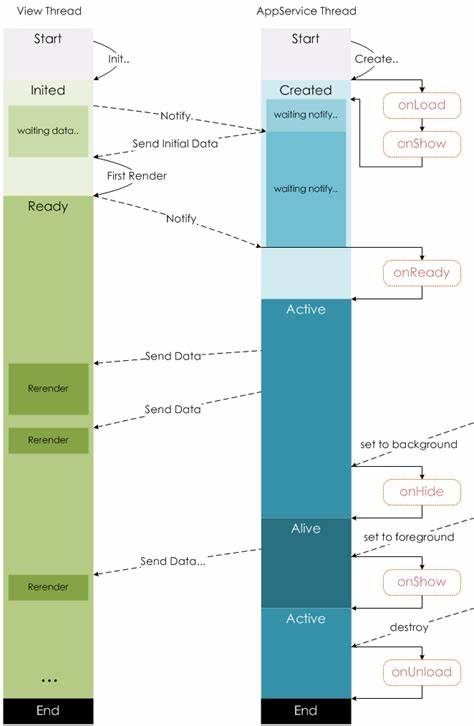 View Thread
AppService Thread
Start
Start
Init..
Create..
Inited
Created
onLoad
waiting notify..
Notify
waiting data..
Send Initial Data
onShow
First Render
waiting notify..
Ready
Notify
onReady
Active
Send Data
Rerender
Send Data
Rerender
set to background
onHide
Alive
set to foreground
Send Data...
onShow
Rerender
Active
destroy
onUnload
...
End
End